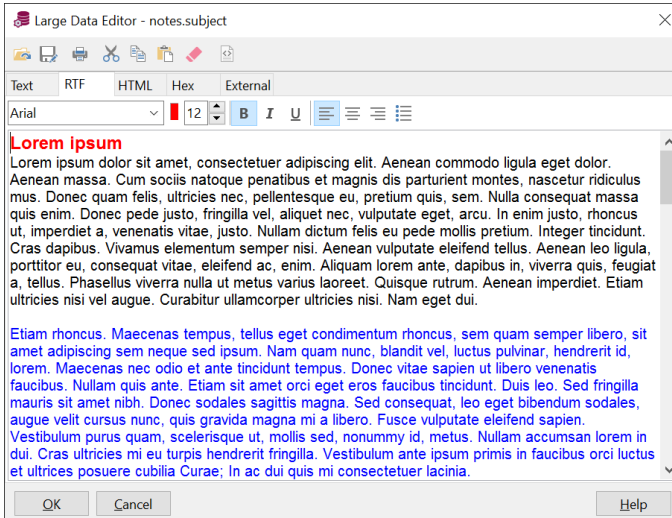 Large Data Editor - notes.subject
Text RTF HTML Hex External
Arial 12 B I U
Lorem ipsum
Lorem ipsum dolor sit amet, consectetuer adipiscing elit. Aenean commodo ligula eget dolor.
Aenean massa. Cum sociis natoque penatibus et magnis dis parturient montes, nascetur ridiculus
mus. Donec quam felis, ultricies nec, pellentesque eu, pretium quis, sem. Nulla consequat massa
quis enim. Donec pede justo, fringilla vel, aliquet nec, vulputate eget, arcu. In enim justo, rhoncus
ut, imperdiet a, venenatis vitae, justo. Nullam dictum felis eu pede mollis pretium. Integer tincidunt.
Cras dapibus. Vivamus elementum semper nisi. Aenean vulputate eleifend tellus. Aenean leo ligula,
porttitor eu, consequat vitae, eleifend ac, enim. Aliquam lorem ante, dapibus in, viverra quis, feugiat
a, tellus. Phasellus viverra nulla ut metus varius laoreet. Quisque rutrum. Aenean imperdiet. Etiam
ultricies nisi vel augue. Curabitur ullamcorper ultricies nisi. Nam eget dui.
Etiam rhoncus. Maecenas tempus, tellus eget condimentum rhoncus, sem quam semper libero, sit
amet adipiscing sem neque sed ipsum. Nam quam nunc, blandit vel, luctus pulvinar, hendrerit id,
lorem. Maecenas nec odio et ante tincidunt tempus. Donec vitae sapien ut libero venenatis
faucibus. Nullam quis ante. Etiam sit amet orci eget eros faucibus tincidunt. Duis leo. Sed fringilla
mauris sit amet nibh. Donec sodales sagittis magna. Sed consequat, leo eget bibendum sodales,
augue velit cursus nunc, quis gravida magna mi a libero. Fusce vulputate eleifend sapien.
Vestibulum purus quam, scelerisque ut, mollis sed, nonummy id, metus. Nullam accumsan lorem in
dui. Cras ultricies mi eu turpis hendrerit fringilla. Vestibulum ante ipsum primis in faucibus orci luctus
et ultrices posuere cubilia Curae; In ac dui quis mi consectetuer lacinia.
OK Cancel Help